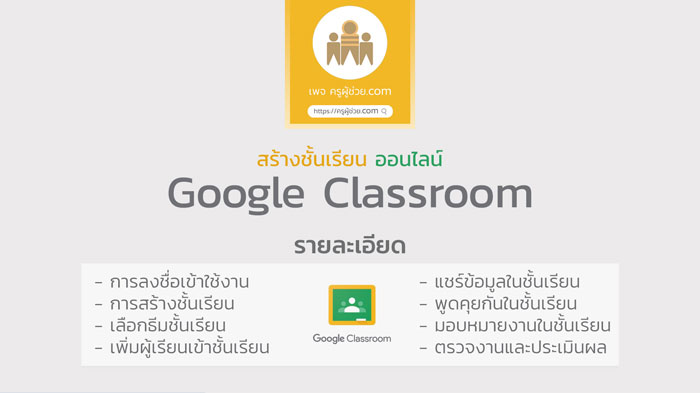 เพจ ครูผู้ช่วย.com
https://ครูผู้ช่วย.com
สร้างชั้นเรียน ออนไลน์
Google Classroom
รายละเอียด
- การลงชื่อเข้าใช้งาน
- การสร้างชั้นเรียน
- เลือกธีมชั้นเรียน
- เพิ่มผู้เรียนเข้าชั้นเรียน
Google Classroom
- แชร์ข้อมูลในชั้นเรียน
- พูดคุยกันในชั้นเรียน
- มอบหมายงานในชั้นเรียน
- ตรวจงานและประเมินผล